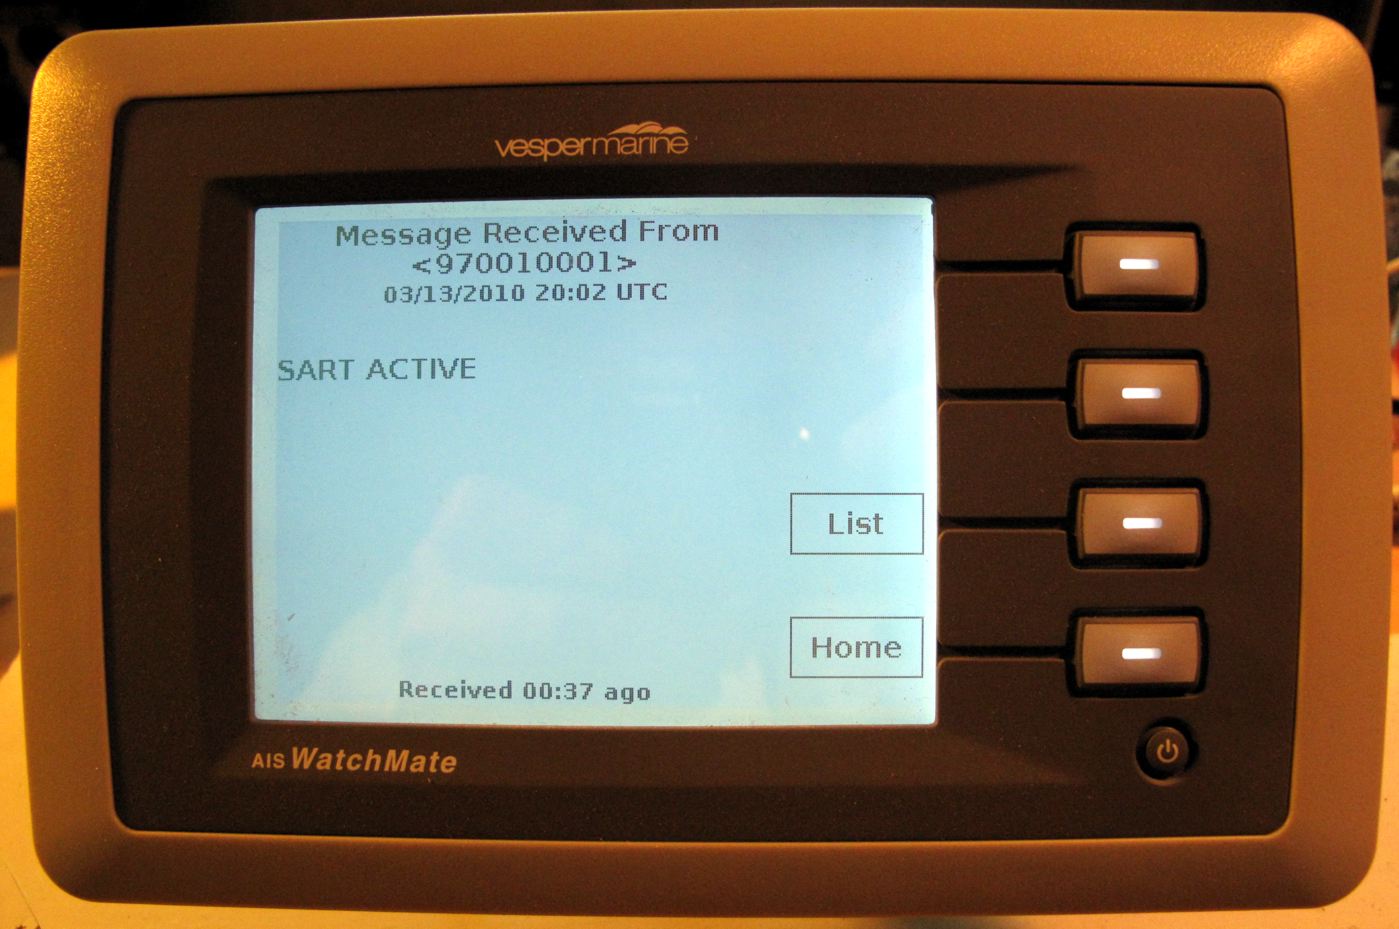 vespermarine
Message Received From
<970010001>
03/13/2010 20:02 UTC
SART ACTIVE
List
Home
Received 00:37 ago
AIS WatchMate